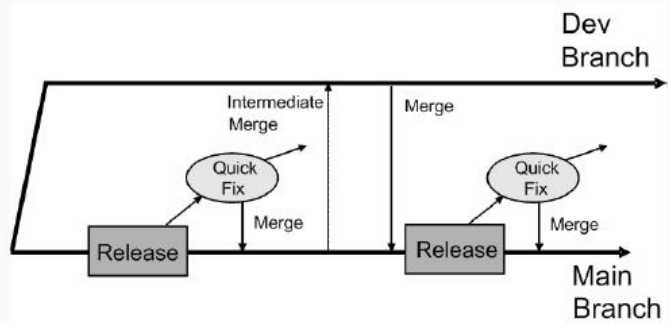 Dev
Branch
Intermediate
Merge
Merge
Quick
Fix
Quick
Fix
Merge
Merge
Release
Release
Main
Branch